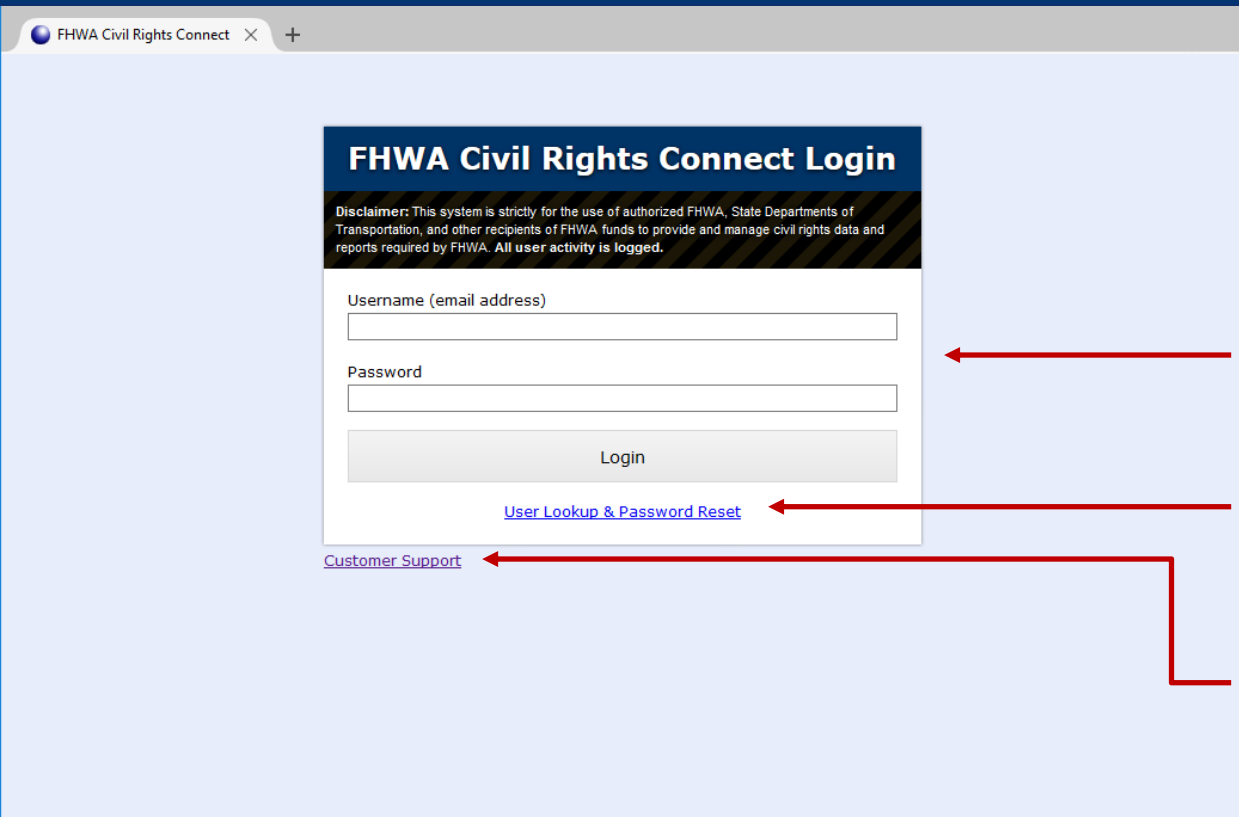 FHWA Civil Rights Connect
FHWA Civil Rights Connect Login
Disclaimer: This system is strictly for the use of authorized FHWA, State Departments of
Transportation, and other recipients of FHWA funds to provide and manage civil rights data and
reports required by FHWA. All user activity is logged.
Username (email address)
Password
Login
User Lookup & Password Reset
Customer Support